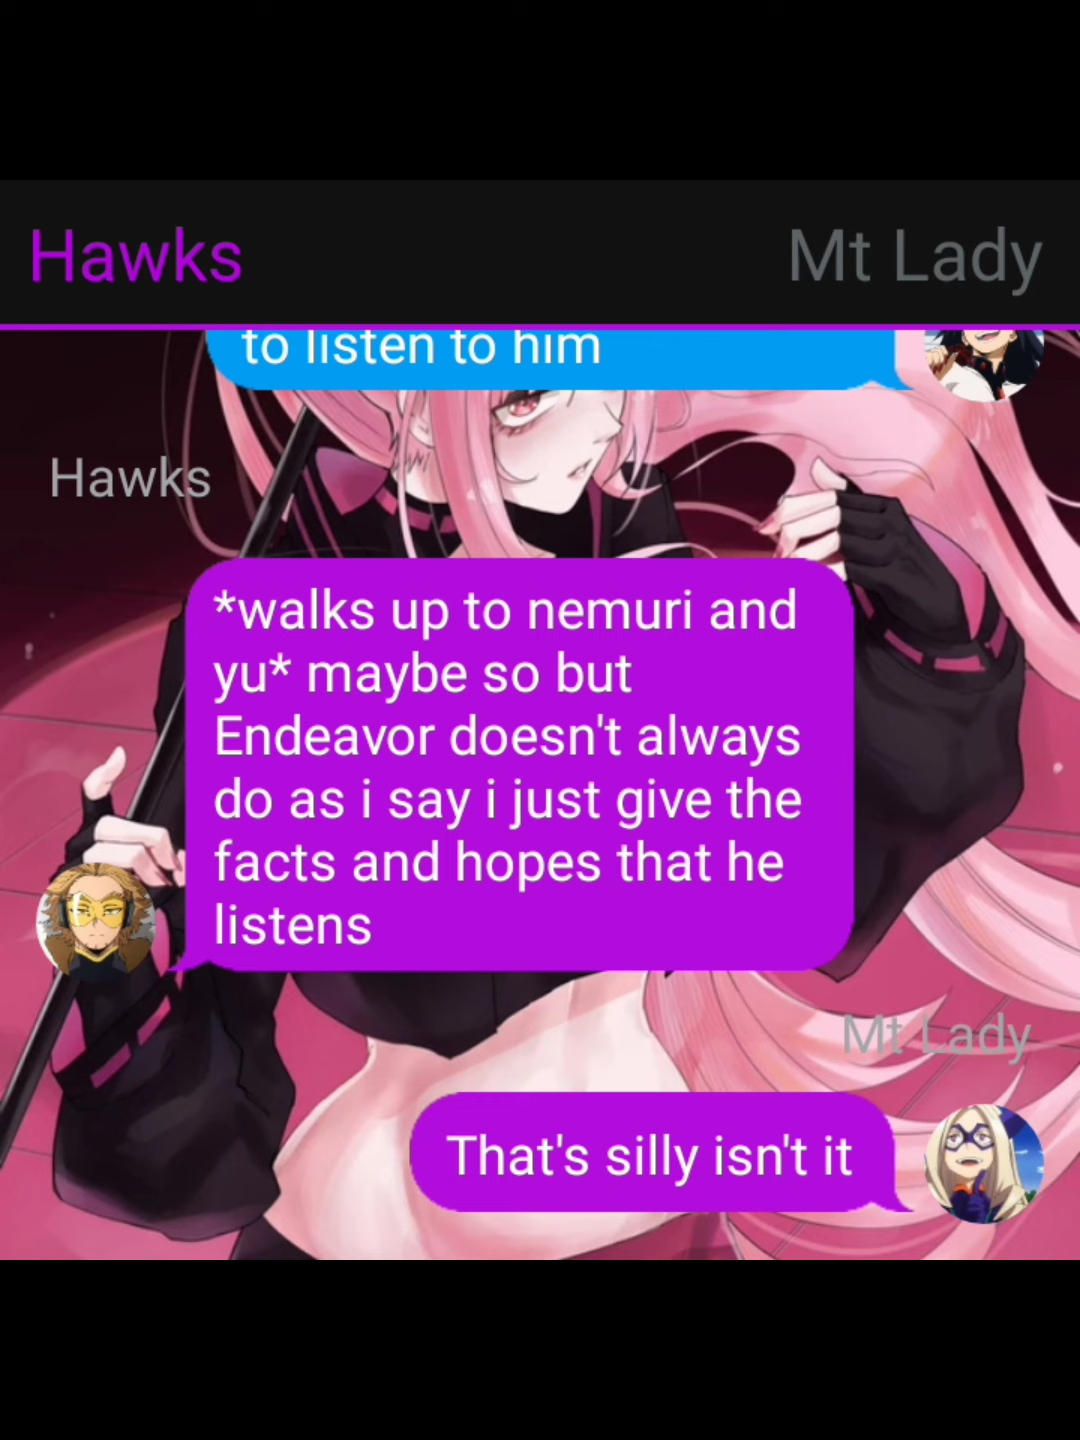 Hawks
Mt Lady
to listen to him
Hawks
*walks up to nemuri and
yu* maybe so but
Endeavor doesn't always
do as i say i just give the
facts and hopes that he
listens
Mt Lady
That's silly isn't it